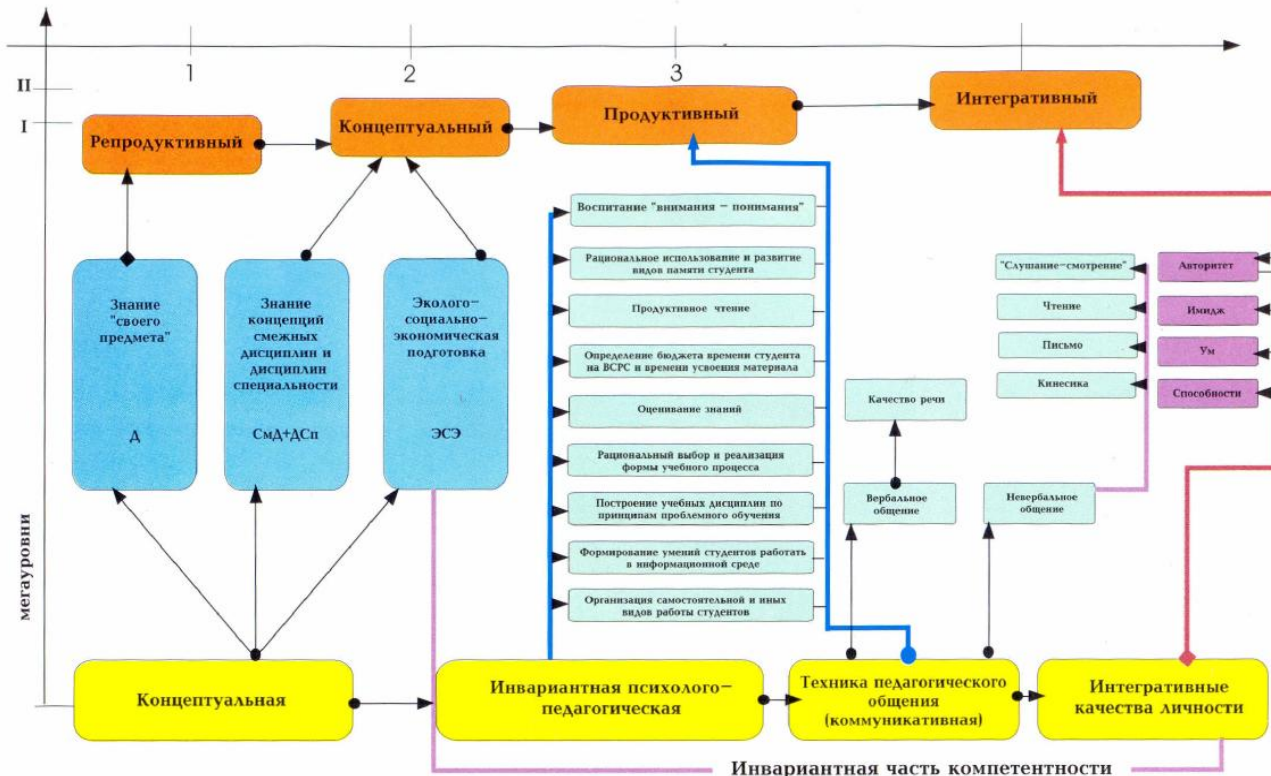 1
2
3
II
I
мегауровни
Репродуктивный
Концептуальный
Продуктивный
Интегративный
Знание
"своего
предмета"
Д
Знание
концепций
смежных
дисциплин и
дисциплин
специальности
СмД+ДСп
Эколого-
социально-
экономическая
подготовка
ЭСЭ
Воспитание "внимания – понимания"
Рациональное использование и развитие
видов памяти студента
Продуктивное чтение
Определение бюджета времени студента
на ВСРС и времени усвоения материала
Оценивание знаний
Рациональный выбор и реализация
формы учебного процесса
Построение учебных дисциплин по
принципам проблемного обучения
Формирование умений студентов работать
в информационной среде
Организация самостоятельной и иных
видов работы студентов
Качество речи
Вербальное
общение
Невербальное
общение
"Слушание-смотрение"
Чтение
Письмо
Кинесика
Авторитет
Имидж
Ум
Способности
Концептуальная
Инвариантная психолого–
педагогическая
Техника педагогического
общения
(коммуникативная)
Интегративные
качества личности
Инвариантная часть компетентности